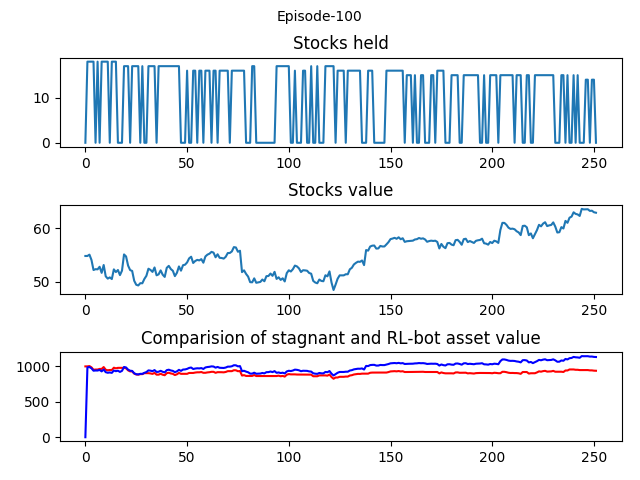 Episode-100
Stocks held
10
0
0 50 100 150 200 250
Stocks value
60
50
0 50 100 150 200 250
Comparision of stagnant and RL-bot asset value
1000
500
0
0 50 100 150 200 250